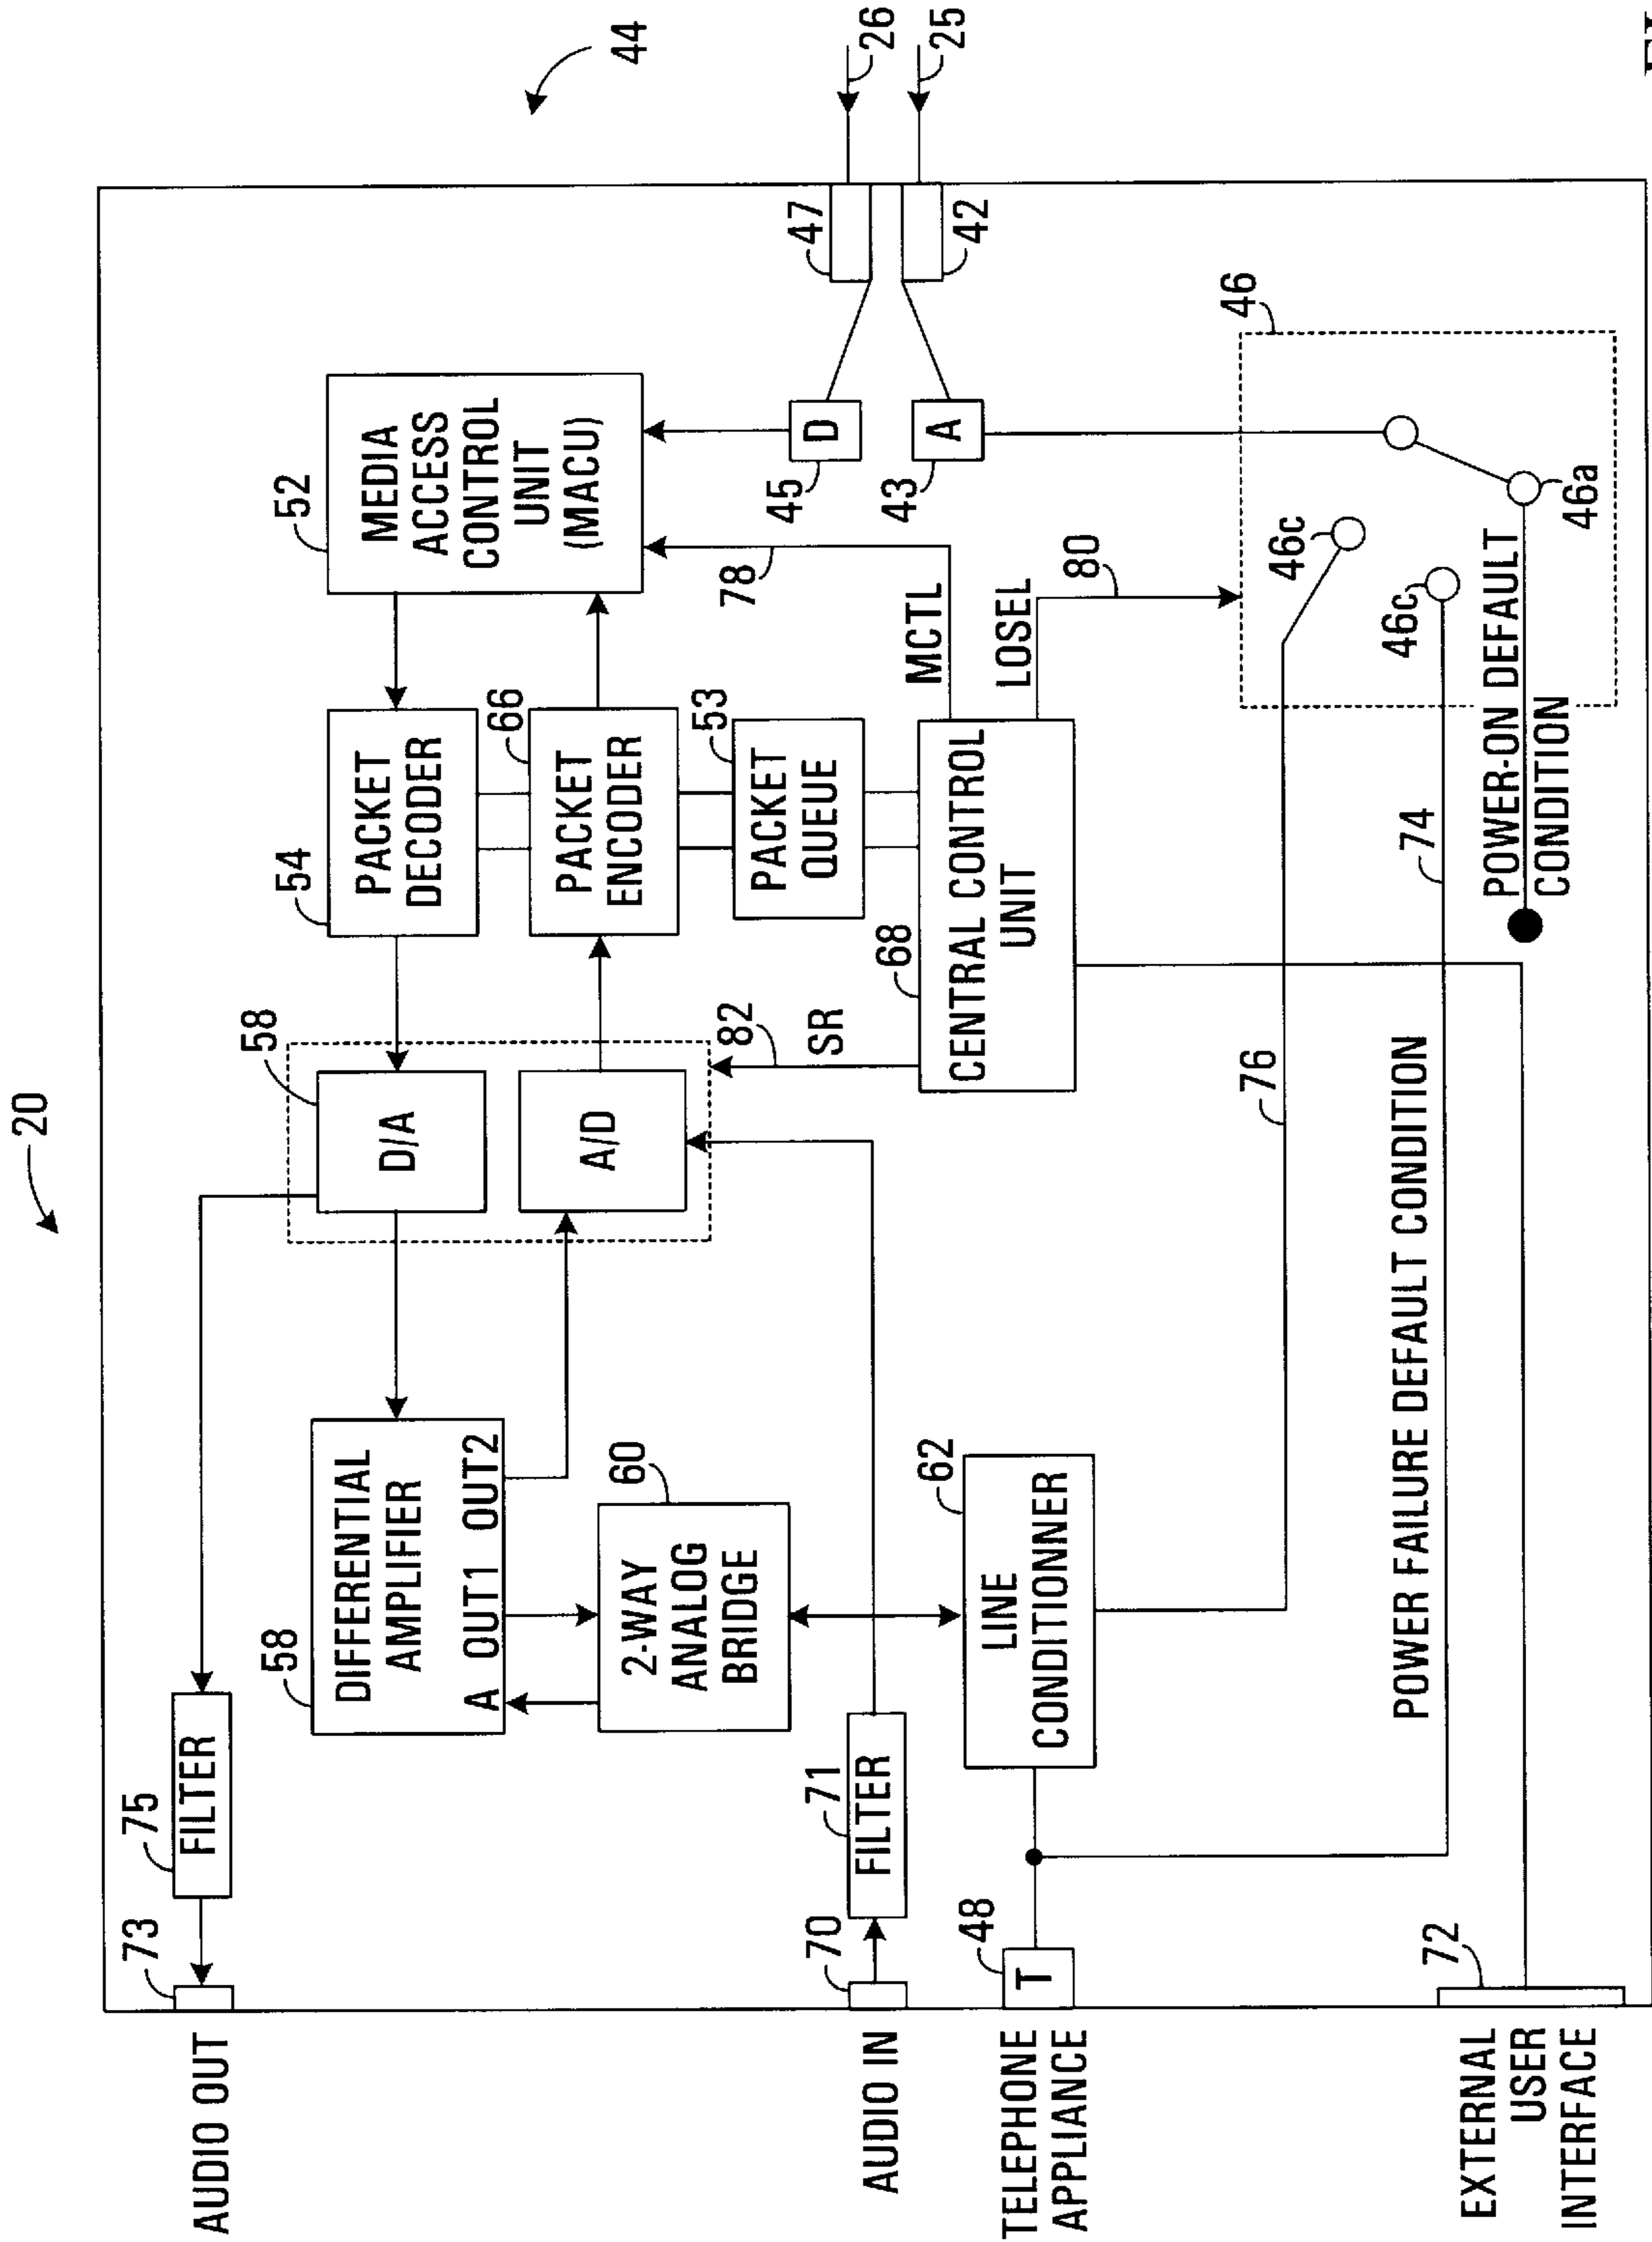 20
44
AUDIO OUT
73
75
FILTER
58
DIFFERENTIAL
AMPLIFIER
A OUT1 OUT2
58
D/A
A/D
54
PACKET
DECODER
66
PACKET
ENCODER
53
PACKET
QUEUE
52
MEDIA
ACCESS
CONTROL
UNIT
(MACU)
60
2-WAY
ANALOG
BRIDGE
82
SR
78
MCTL
LOSEL
80
68
CENTRAL CONTROL
UNIT
45
D
43
A
47
42
26
25
AUDIO IN
70
71
FILTER
TELEPHONE
APPLIANCE
48
T
62
LINE
CONDITIONNER
76
74
POWER FAILURE DEFAULT CONDITION
46
46c
46c
46a
POWER-ON DEFAULT
CONDITION
EXTERNAL
USER
INTERFACE
72